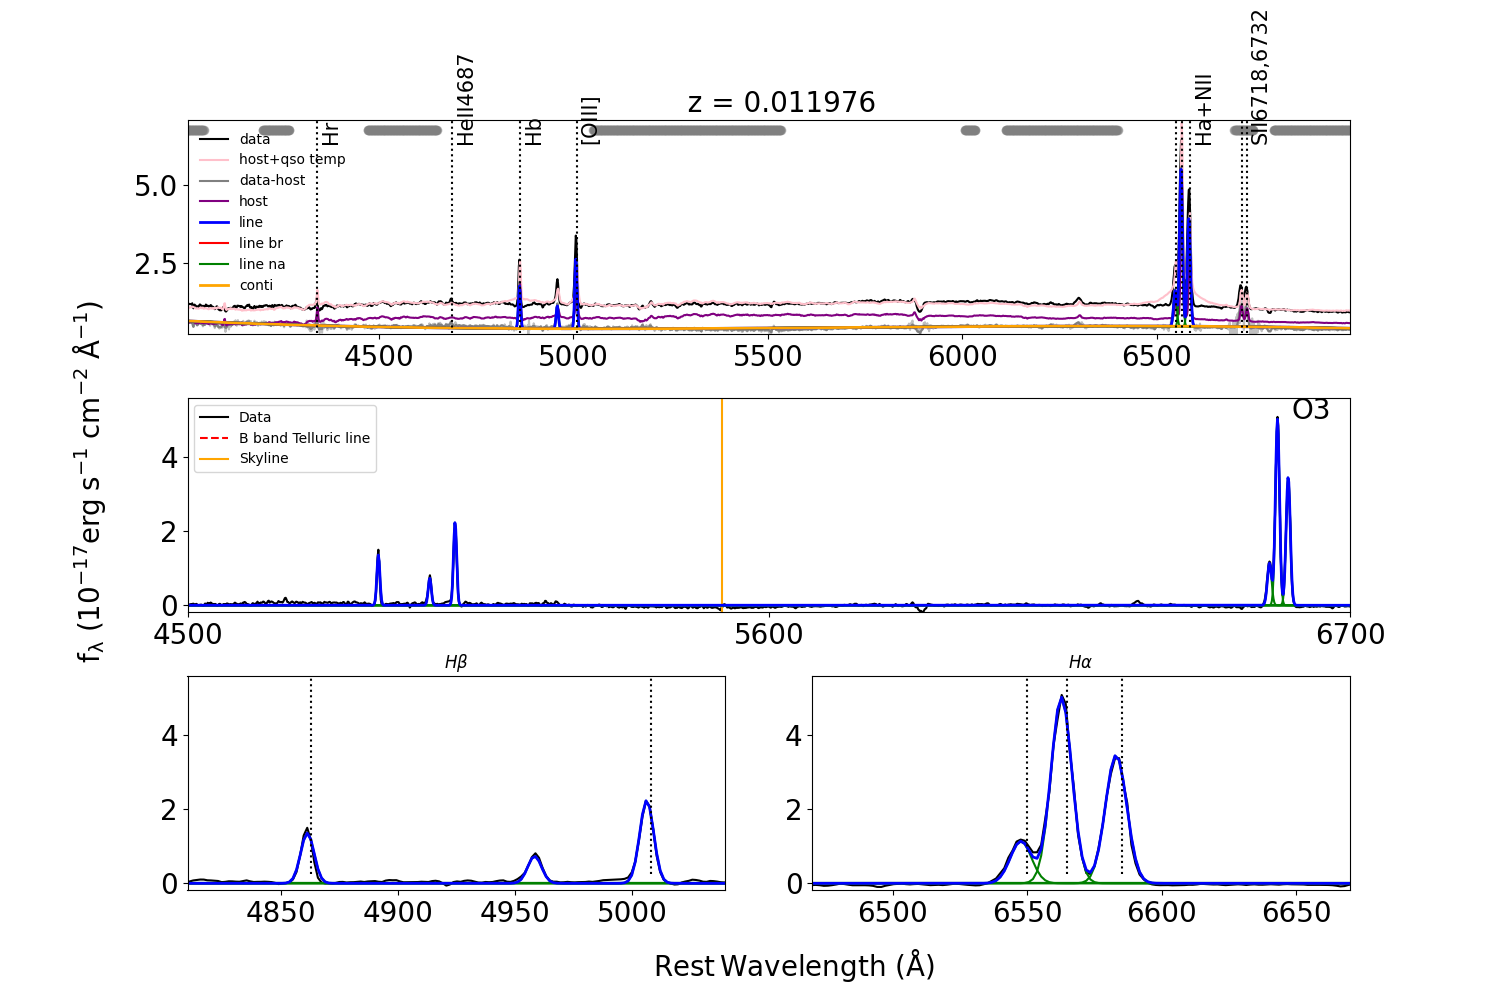 z = 0.011976
Hr
HeII4687
Hb
[OIII]
Ha+NII
SII6718,6732
data
host+qso temp
data-host
host
line
line br
line na
conti
5.0
2.5
4500 5000 5500 6000 6500
f_λ (10^−17 erg s^−1 cm^−2 Å^−1)
Data
B band Telluric line
Skyline
O3
4
2
0
4500 5600 6700
Hβ
4
2
0
4850 4900 4950 5000
Hα
4
2
0
6500 6550 6600 6650
Rest Wavelength (Å)